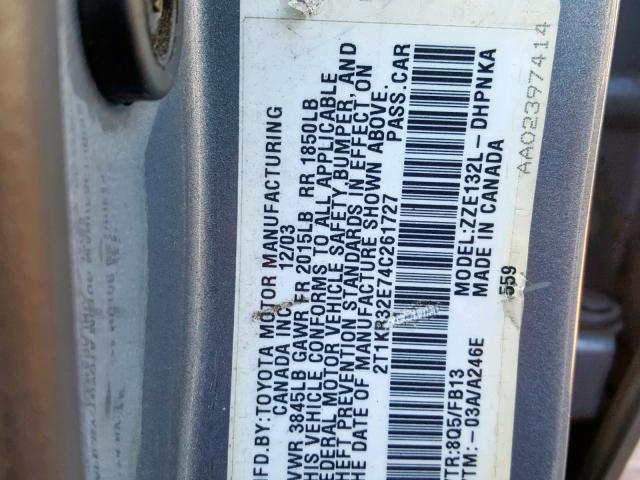 MFD.BY:TOYOTA MOTOR MANUFACTURING
CANADA INC. 12/03
GVWR 3845LB GAWR FR 2015LB RR 1850LB
THIS VEHICLE CONFORMS TO ALL APPLICABLE
FEDERAL MOTOR VEHICLE SAFETY, BUMPER, AND
THEFT PREVENTION STANDARDS IN EFFECT ON
THE DATE OF MANUFACTURE SHOWN ABOVE.
2T1KR32E74C261727 PASS.CAR
MODEL:ZZE132L-DHPNKA
MADE IN CANADA
AA02397414
559
/TR:8Q5/FB13
/TM: - 03A/A246E